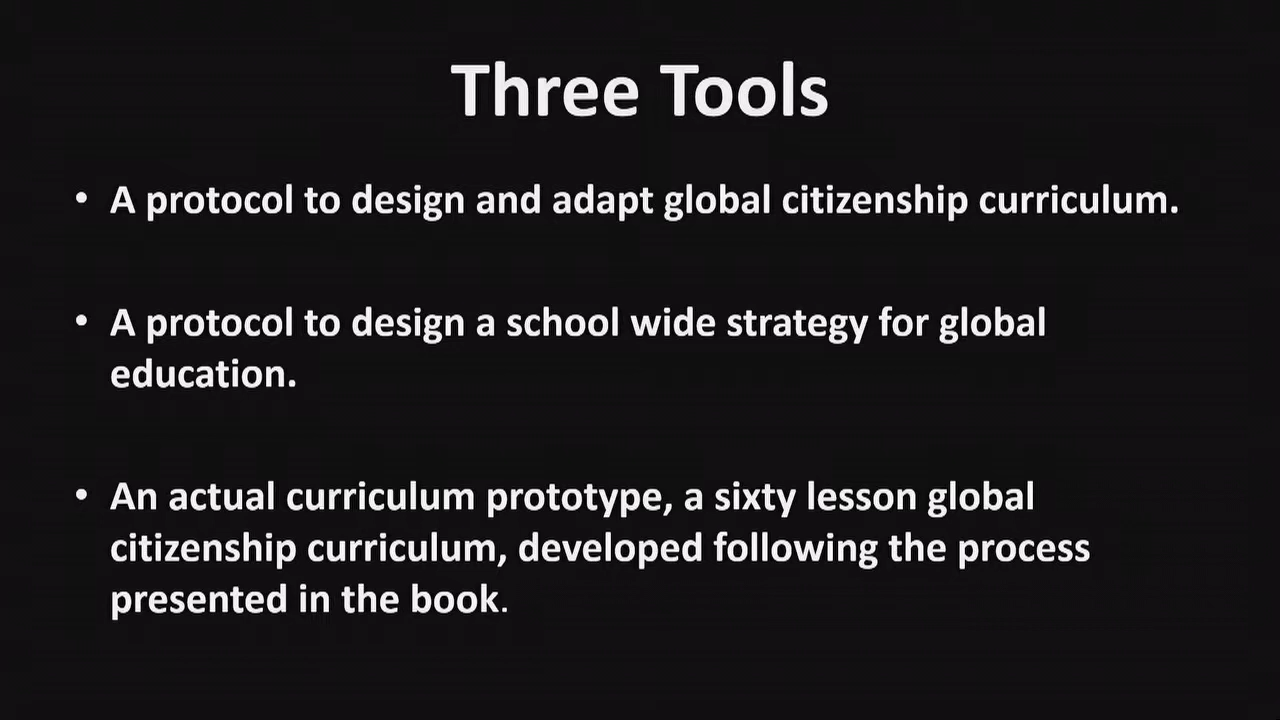 Three Tools
• A protocol to design and adapt global citizenship curriculum.
• A protocol to design a school wide strategy for global
education.
• An actual curriculum prototype, a sixty lesson global
citizenship curriculum, developed following the process
presented in the book.